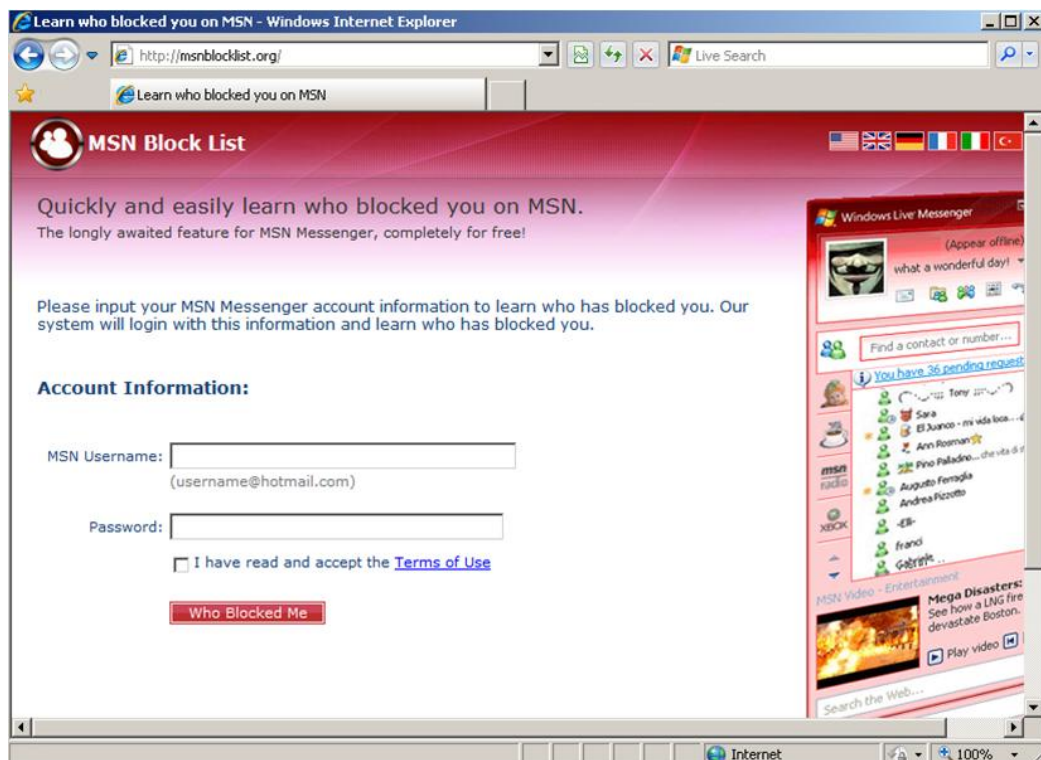 Learn who blocked you on MSN - Windows Internet Explorer
http://msnblocklist.org/
Live Search
Learn who blocked you on MSN
MSN Block List
Quickly and easily learn who blocked you on MSN.
The longly awaited feature for MSN Messenger, completely for free!
Please input your MSN Messenger account information to learn who has blocked you. Our
system will login with this information and learn who has blocked you.
Account Information:
MSN Username:
(username@hotmail.com)
Password:
I have read and accept the Terms of Use
Who Blocked Me
Windows Live Messenger
(Appear offline)
what a wonderful day!
Find a contact or number...
You have 36 pending request
Tony
Sara
El Juanco - mi vida loca...
Ann Rosman
Pino Palladino... che vita di
Augusto Ferraglia
Andrea Pizzotto
-Elli-
franci
Gabriele ..
msn
radio
XBOX
MSN Video - Entertainment
Mega Disasters:
See how a LNG fire
devastate Boston.
Play video
Search the Web...
Internet
100%